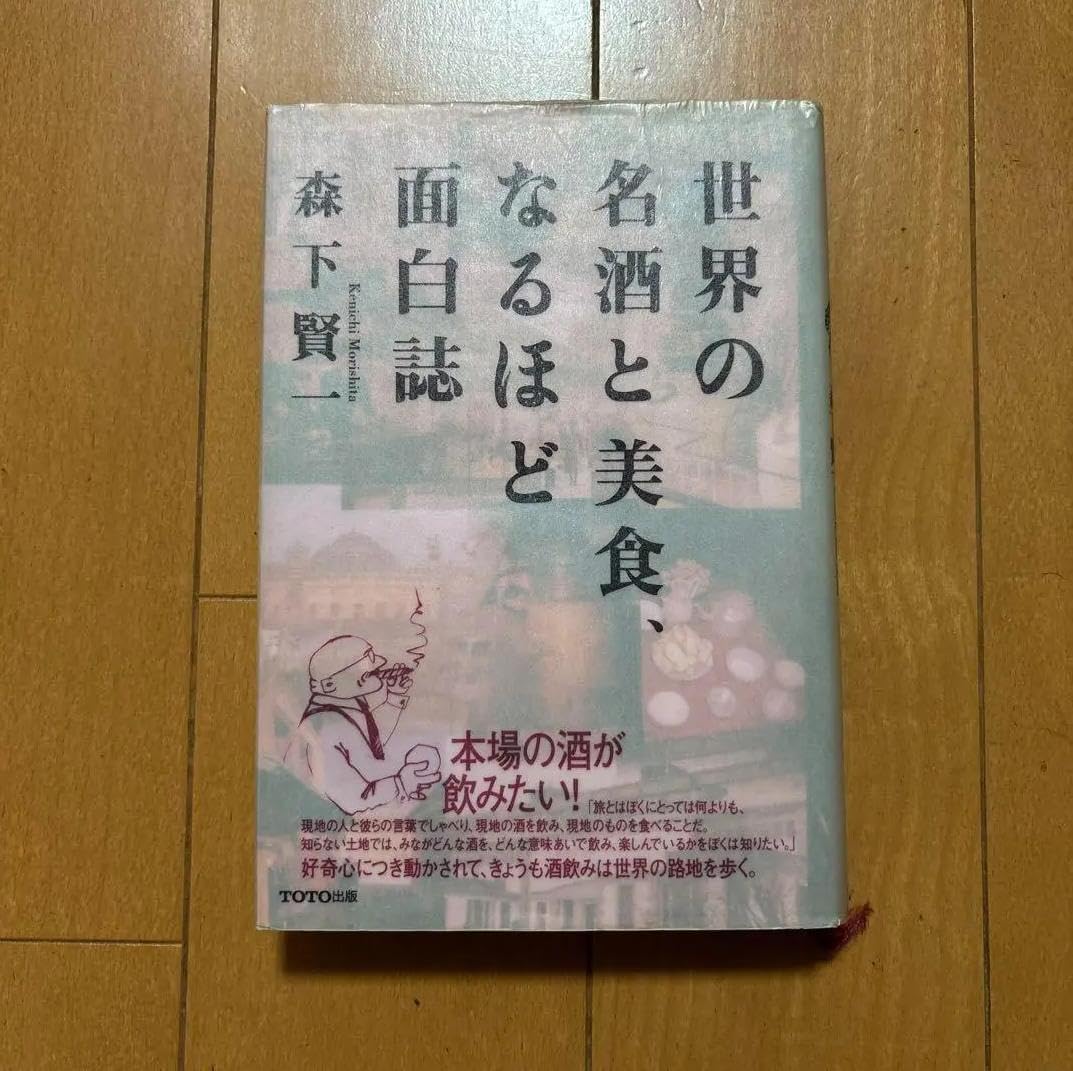 世界の
名酒と美食、
なるほど
面白誌
森下賢一
Kenichi Morishita
本場の酒が
飲みたい!
「旅とはぼくにとっては何よりも、
現地の人と彼らの言葉でしゃべり、現地の酒を飲み、現地のものを食べることだ。
知らない土地では、みながどんな酒を、どんな意味あいで飲み、楽しんでいるかをぼくは知りたい。」
好奇心につき動かされて、きょうも酒飲みは世界の路地を歩く。
TOTO出版